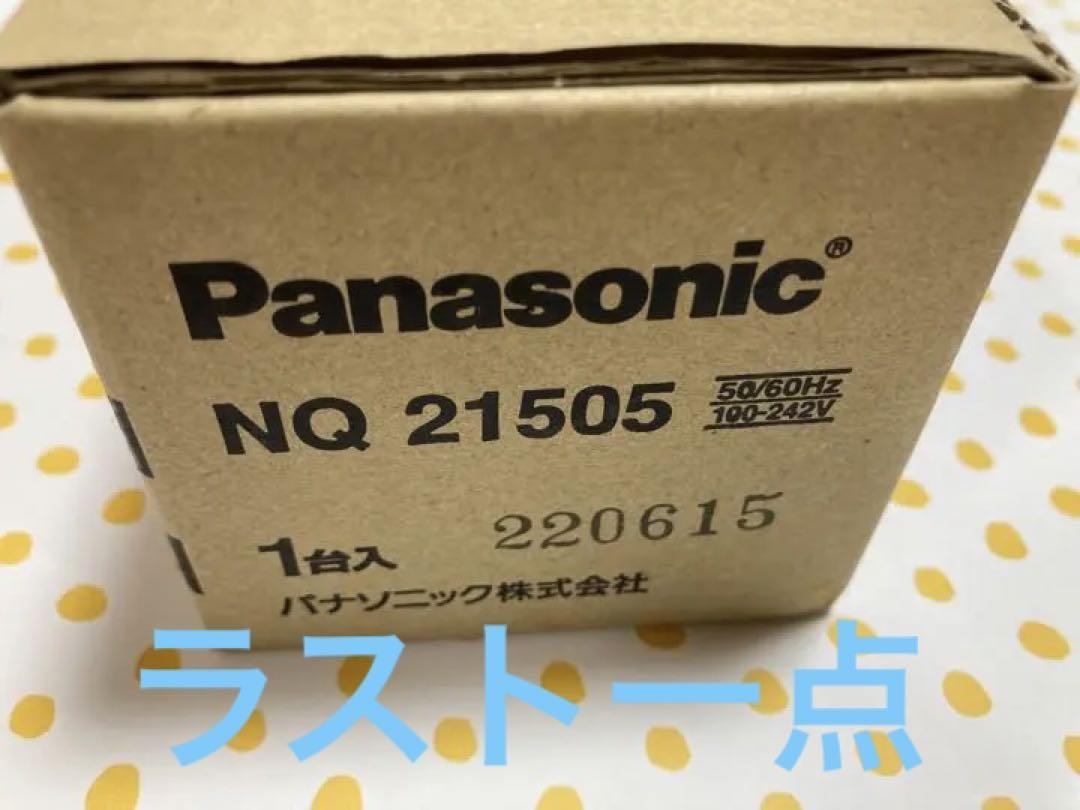 Panasonic®
NQ 21505 50/60Hz
100-242V
220615
1台入
パナソニック株式会社
ラスト一点